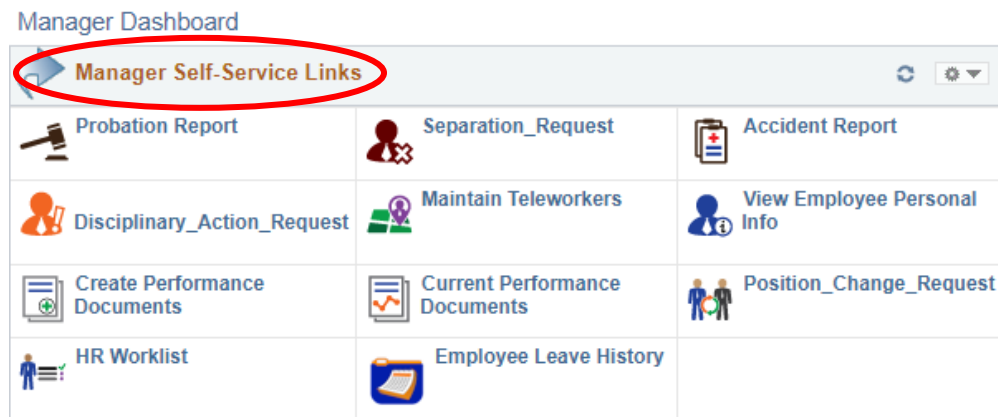 Manager Dashboard
Manager Self-Service Links
Probation Report
Separation_Request
Accident Report
Disciplinary_Action_Request
Maintain Teleworkers
View Employee Personal
Info
Create Performance
Documents
Current Performance
Documents
Position_Change_Request
HR Worklist
Employee Leave History